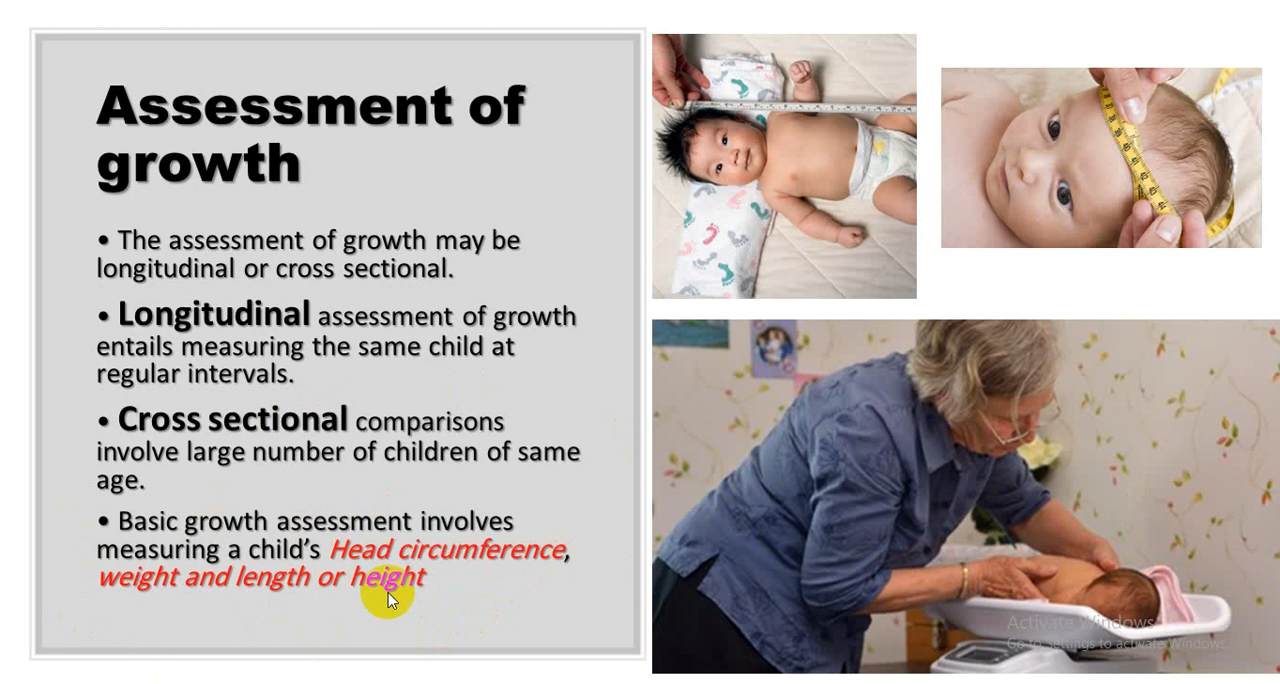 Assessment of
growth
• The assessment of growth may be
longitudinal or cross sectional.
• Longitudinal assessment of growth
entails measuring the same child at
regular intervals.
• Cross sectional comparisons
involve large number of children of same
age.
• Basic growth assessment involves
measuring a child's Head circumference,
weight and length or height
Activate Windows
Go to Settings to activate Windows.